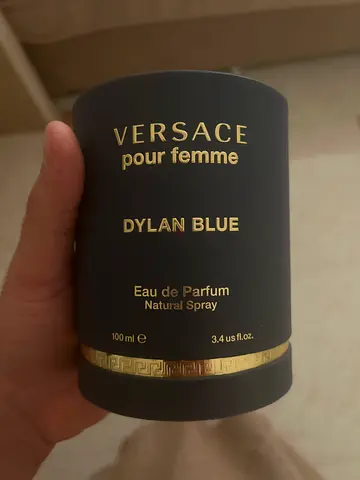 VERSACE
pour femme
DYLAN BLUE
Eau de Parfum
Natural Spray
100 ml ℮ 3.4 us fl.oz.